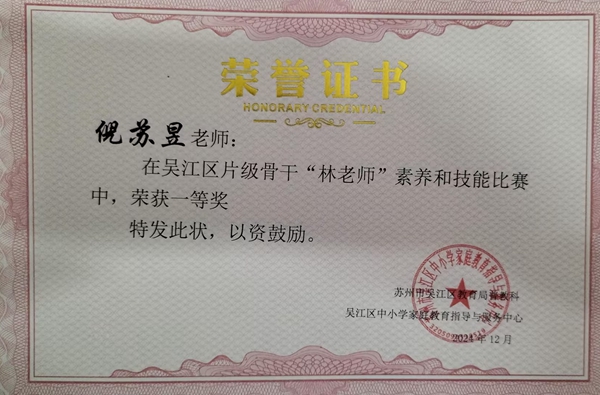 荣誉证书
HONORARY CREDENTIAL
倪苏昱老师：
在吴江区片级骨干“林老师”素养和技能比赛
中，荣获一等奖
特发此状，以资鼓励。
苏州市吴江区教育局
吴江区中小学家庭教育指导与服务中心
2024年12月